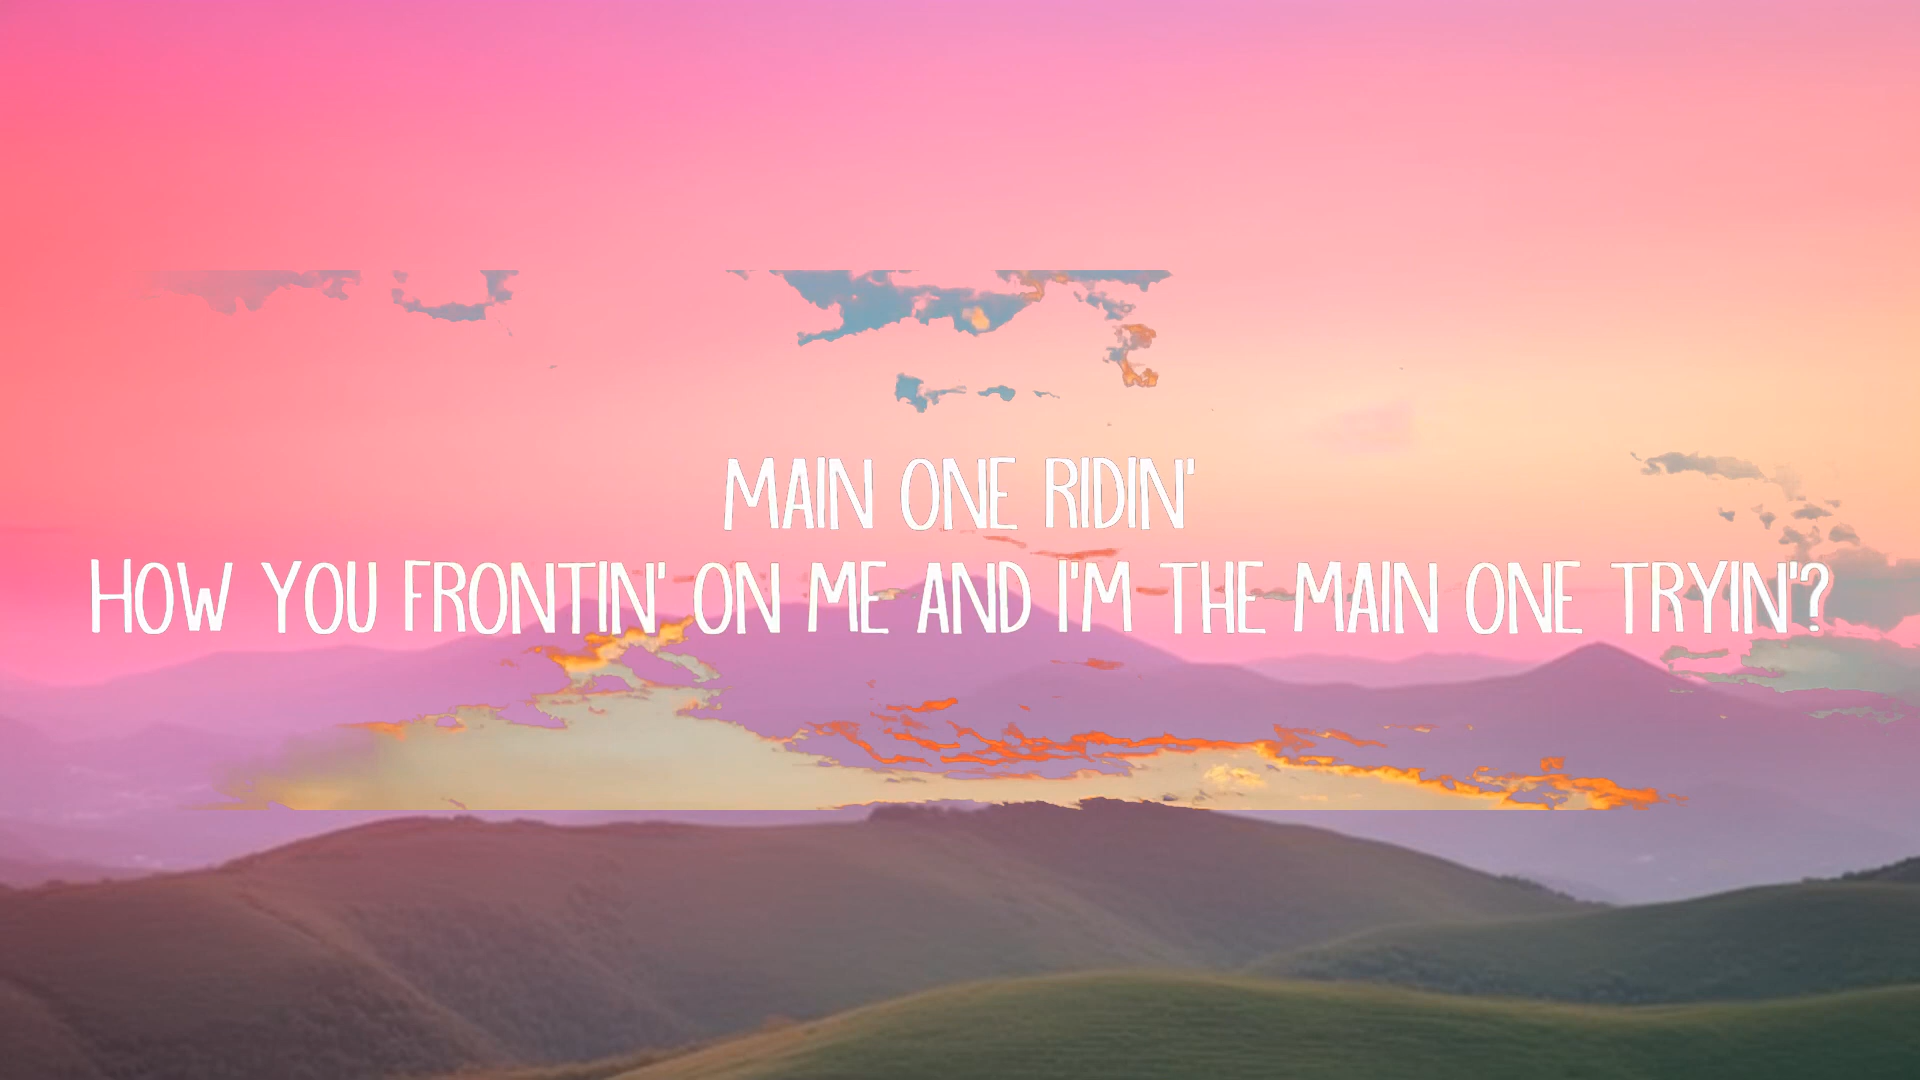 MAIN ONE RIDIN'
HOW YOU FRONTIN' ON ME AND I'M THE MAIN ONE TRYIN'?